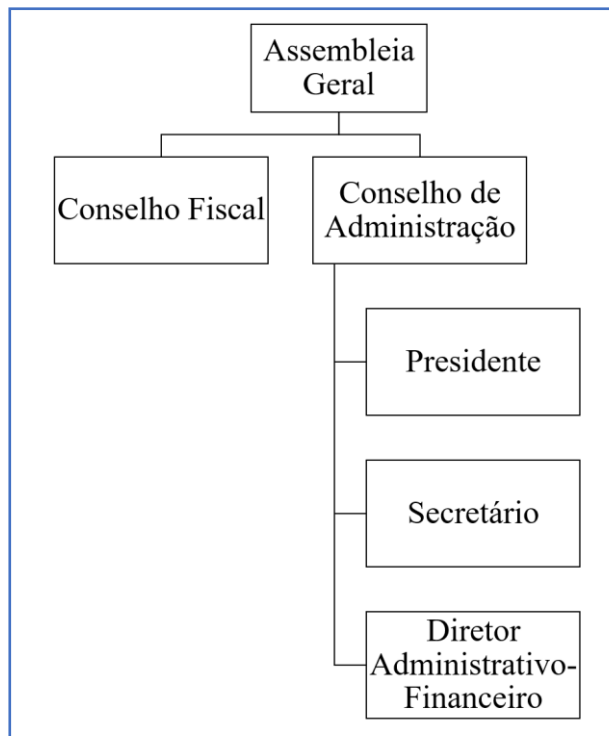 Assembleia
Geral
Conselho Fiscal
Conselho de
Administração
Presidente
Secretário
Diretor
Administrativo-
Financeiro